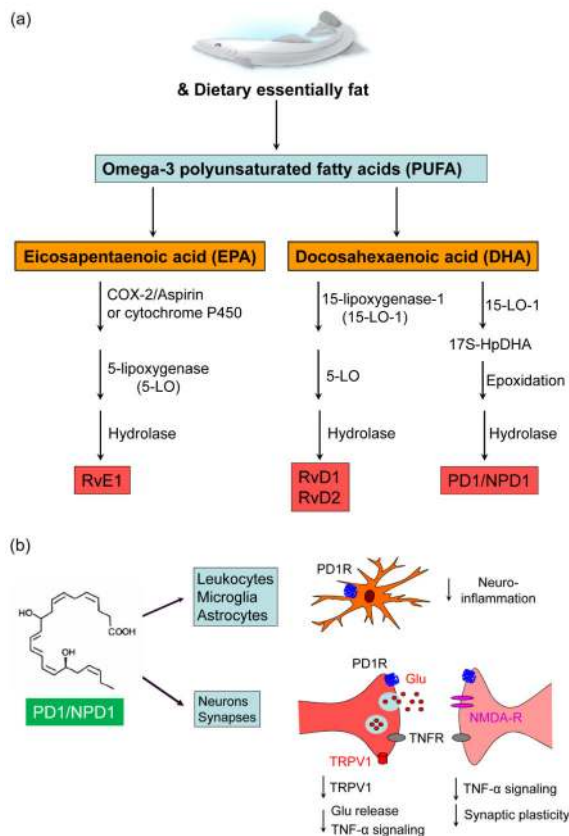 (a)
& Dietary essentially fat
Omega-3 polyunsaturated fatty acids (PUFA)
Eicosapentaenoic acid (EPA)
Docosahexaenoic acid (DHA)
COX-2/Aspirin
or cytochrome P450
5-lipoxygenase
(5-LO)
Hydrolase
RvE1
15-lipoxygenase-1
(15-LO-1)
5-LO
Hydrolase
RvD1
RvD2
15-LO-1
17S-HpDHA
Epoxidation
Hydrolase
PD1/NPD1
(b)
HO
COOH
OH
PD1/NPD1
Leukocytes
Microglia
Astrocytes
PD1R
Neuro-
inflammation
Neurons
Synapses
PD1R
Glu
NMDA-R
TNFR
TRPV1
TRPV1
Glu release
TNF-α signaling
TNF-α signaling
Synaptic plasticity